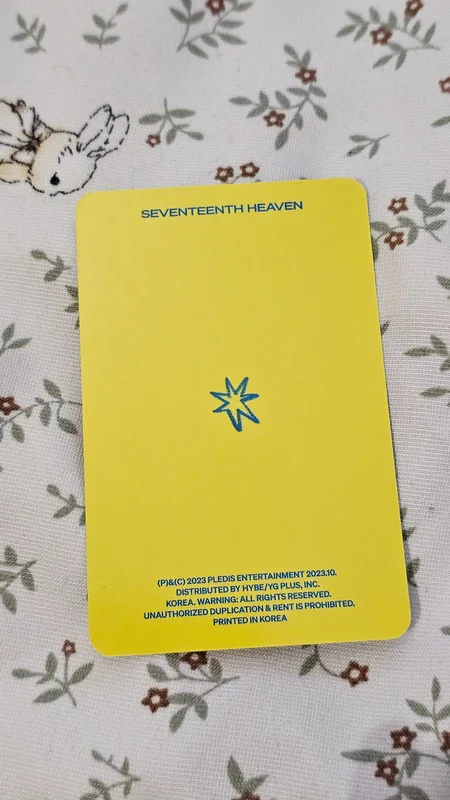 SEVENTEENTH HEAVEN
(P)&(C) 2023 PLEDIS ENTERTAINMENT 2023.10.
DISTRIBUTED BY HYBE/YG PLUS, INC.
KOREA. WARNING: ALL RIGHTS RESERVED.
UNAUTHORIZED DUPLICATION & RENT IS PROHIBITED.
PRINTED IN KOREA